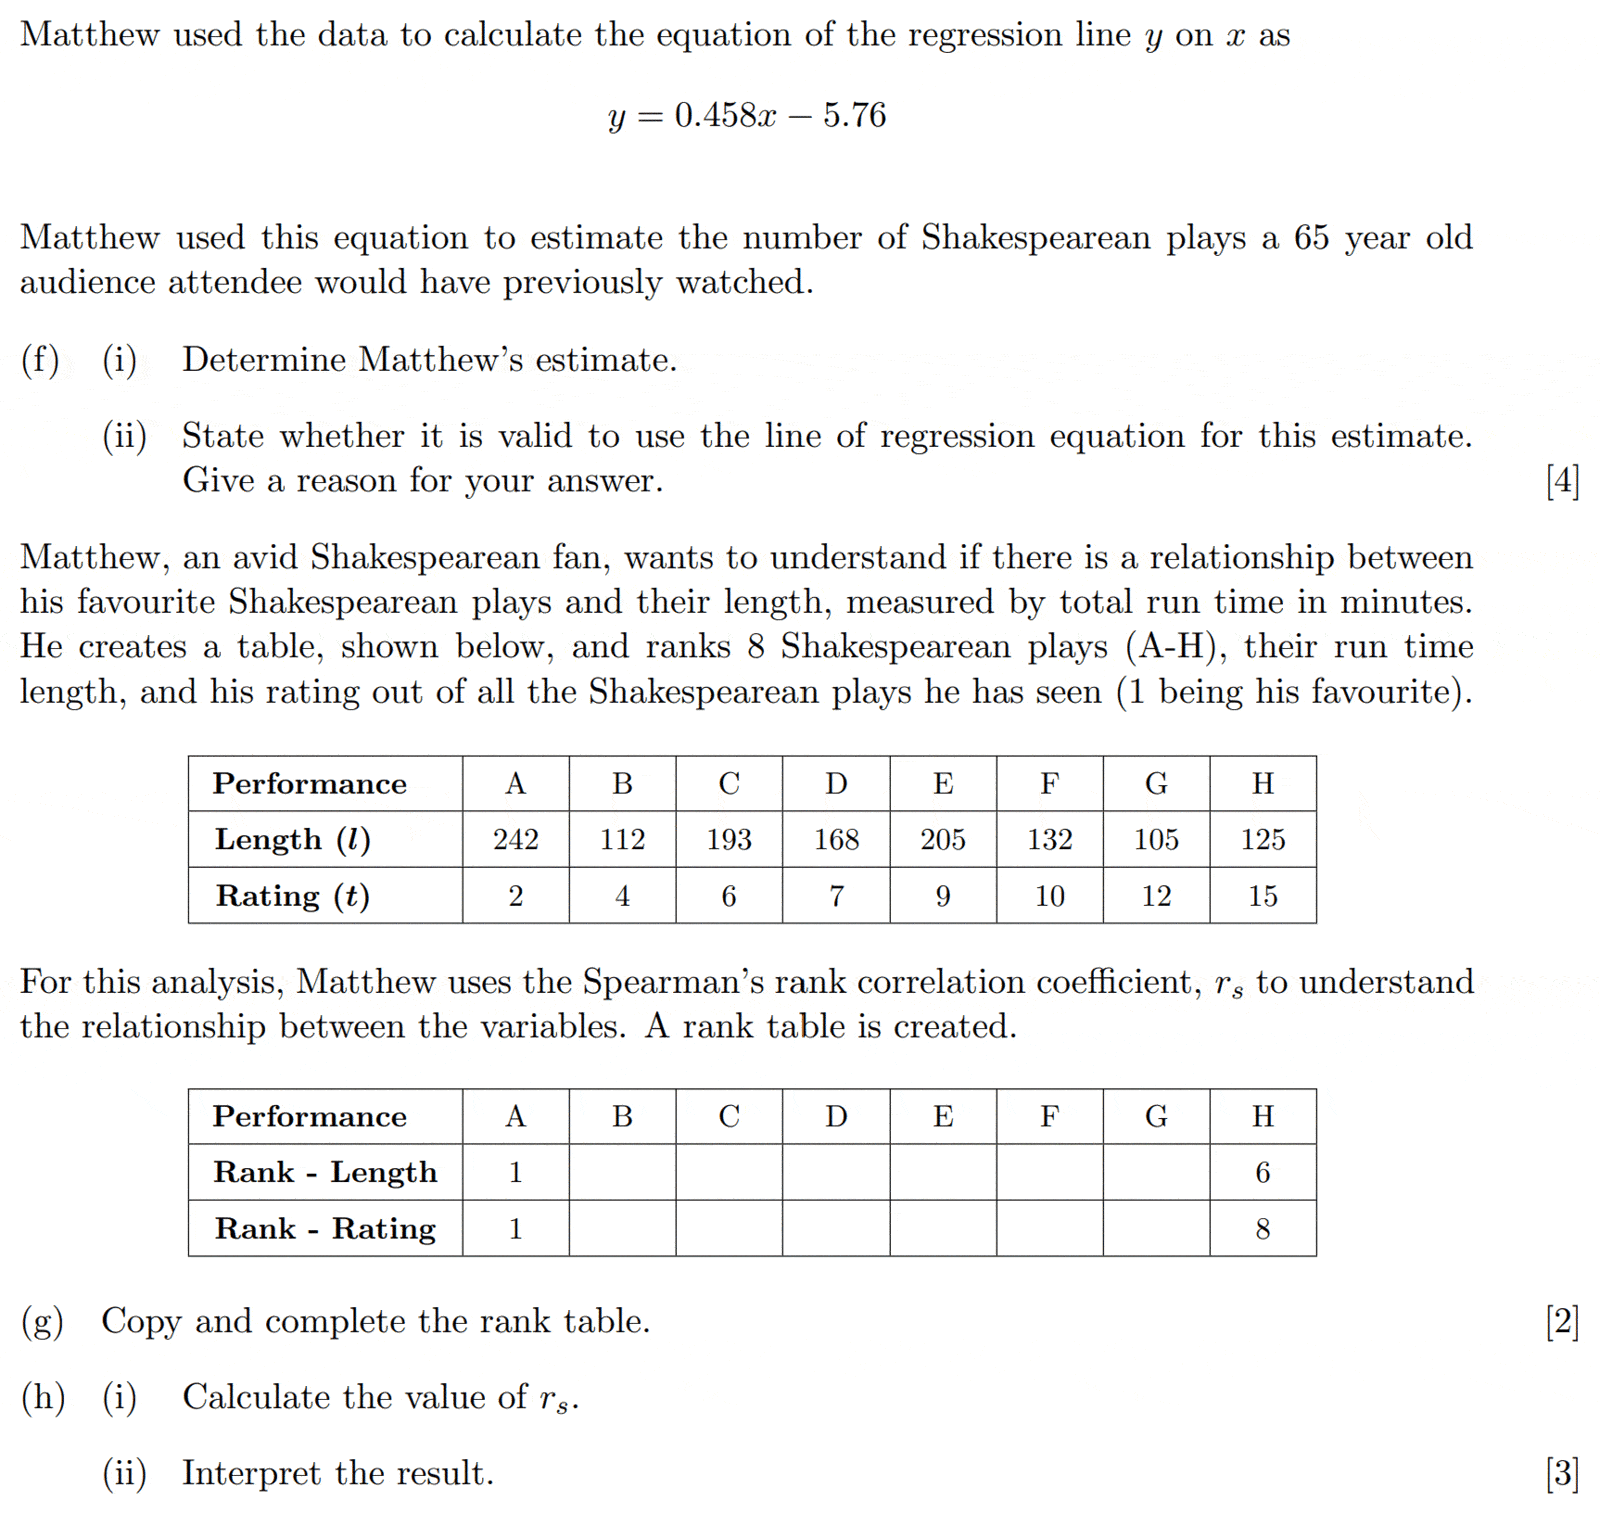 Matthew used the data to calculate the equation of the regression line y on x as
y = 0.458x − 5.76
Matthew used this equation to estimate the number of Shakespearean plays a 65 year old
audience attendee would have previously watched.
(f) (i) Determine Matthew's estimate.
(ii) State whether it is valid to use the line of regression equation for this estimate.
Give a reason for your answer. [4]
Matthew, an avid Shakespearean fan, wants to understand if there is a relationship between
his favourite Shakespearean plays and their length, measured by total run time in minutes.
He creates a table, shown below, and ranks 8 Shakespearean plays (A-H), their run time
length, and his rating out of all the Shakespearean plays he has seen (1 being his favourite).
Performance A B C D E F G H
Length (l) 242 112 193 168 205 132 105 125
Rating (t) 2 4 6 7 9 10 12 15
For this analysis, Matthew uses the Spearman's rank correlation coefficient, rₛ to understand
the relationship between the variables. A rank table is created.
Performance A B C D E F G H
Rank - Length 1 6
Rank - Rating 1 8
(g) Copy and complete the rank table. [2]
(h) (i) Calculate the value of rₛ.
(ii) Interpret the result. [3]